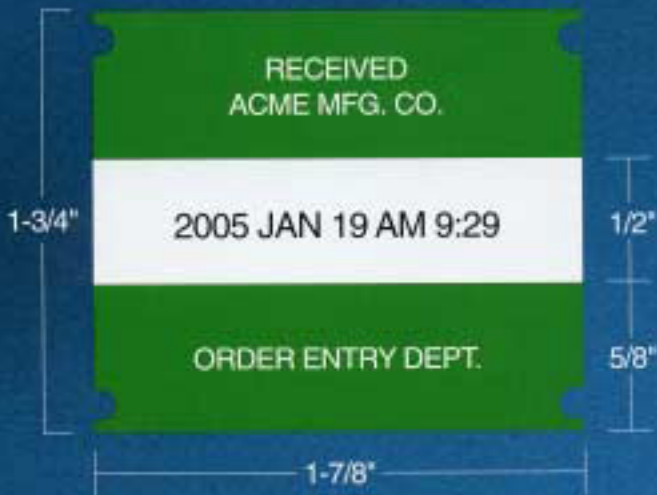 RECEIVED
ACME MFG. CO.
1-3/4"
2005 JAN 19 AM 9:29
1/2"
ORDER ENTRY DEPT.
5/8"
1-7/8"